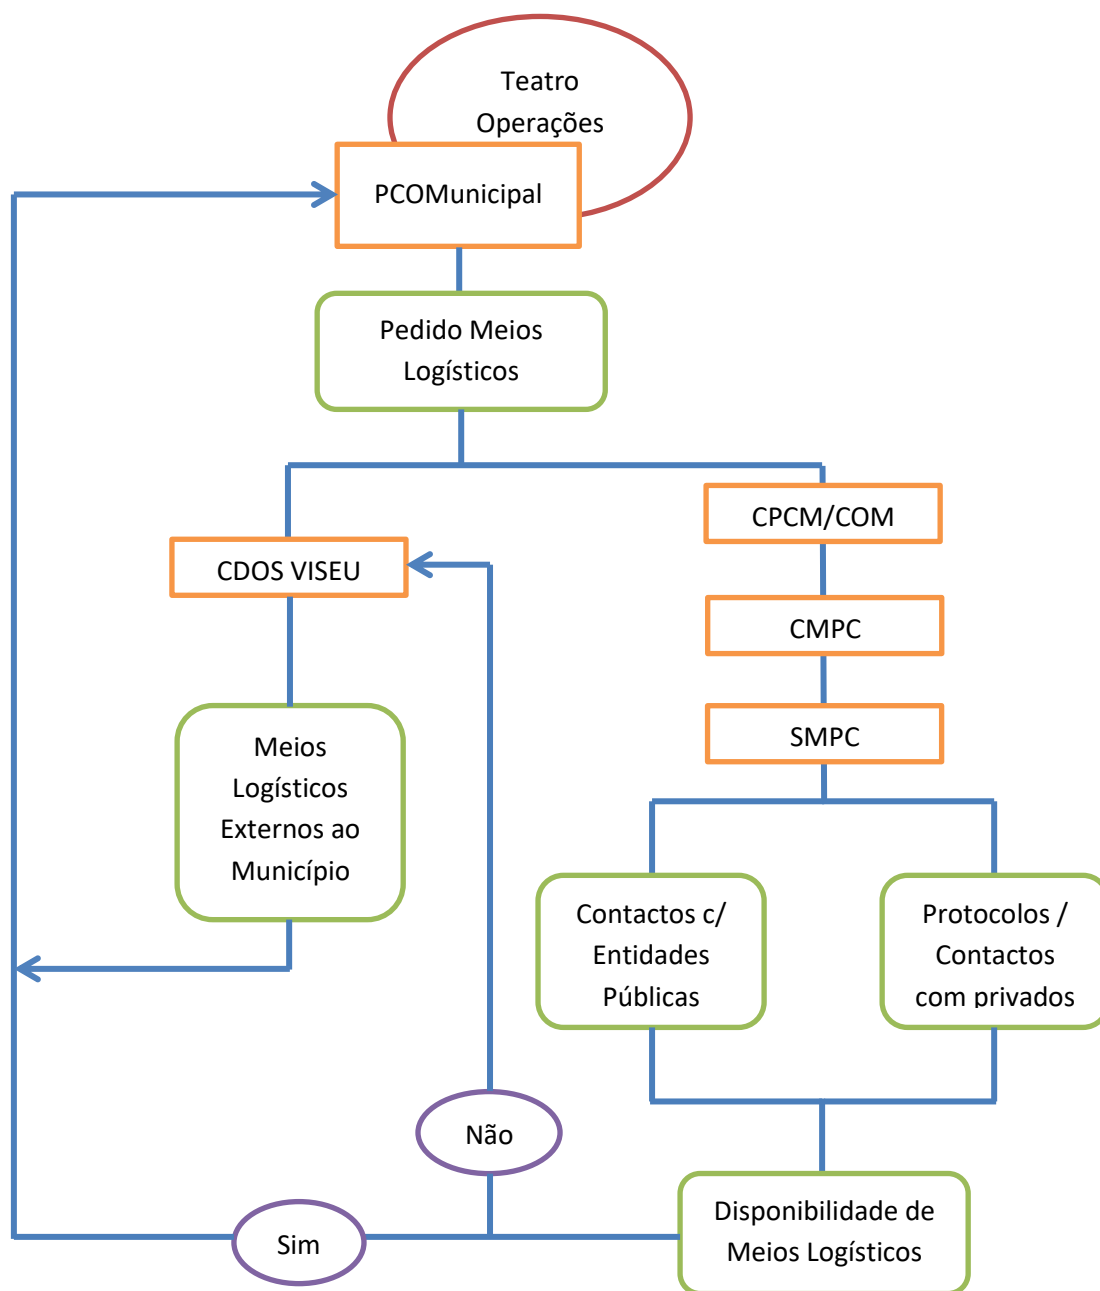 Teatro
Operações
PCOMunicipal
Pedido Meios
Logísticos
CPCM/COM
CDOS VISEU
CMPC
SMPC
Meios
Logísticos
Externos ao
Município
Contactos c/
Entidades
Públicas
Protocolos /
Contactos
com privados
Não
Sim
Disponibilidade de
Meios Logísticos